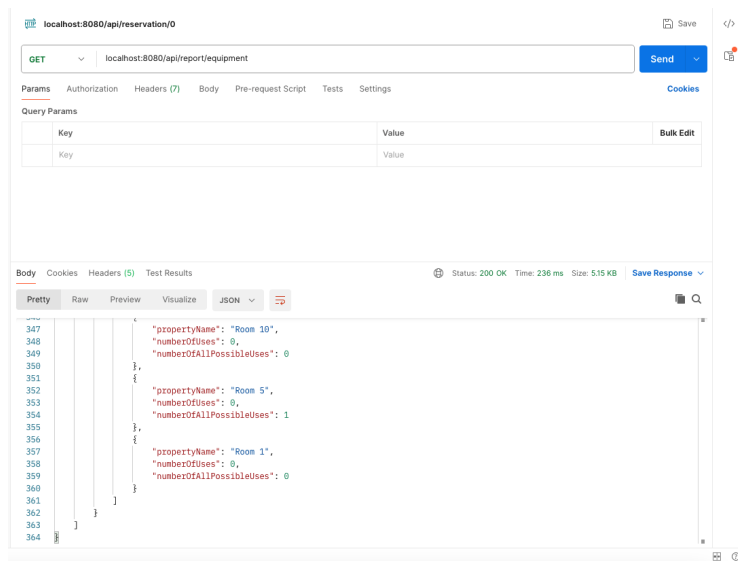 HTTP localhost:8080/api/reservation/0 Save
GET localhost:8080/api/report/equipment Send
Params Authorization Headers (7) Body Pre-request Script Tests Settings Cookies
Query Params
Key Value Bulk Edit
Key Value
Body Cookies Headers (5) Test Results Status: 200 OK Time: 236 ms Size: 5.15 KB Save Response
Pretty Raw Preview Visualize JSON
346 {
347 "propertyName": "Room 10",
348 "numberOfUses": 0,
349 "numberOfAllPossibleUses": 0
350 },
351 {
352 "propertyName": "Room 5",
353 "numberOfUses": 0,
354 "numberOfAllPossibleUses": 1
355 },
356 {
357 "propertyName": "Room 1",
358 "numberOfUses": 0,
359 "numberOfAllPossibleUses": 0
360 }
361 ]
362 }
363 ]
364 }